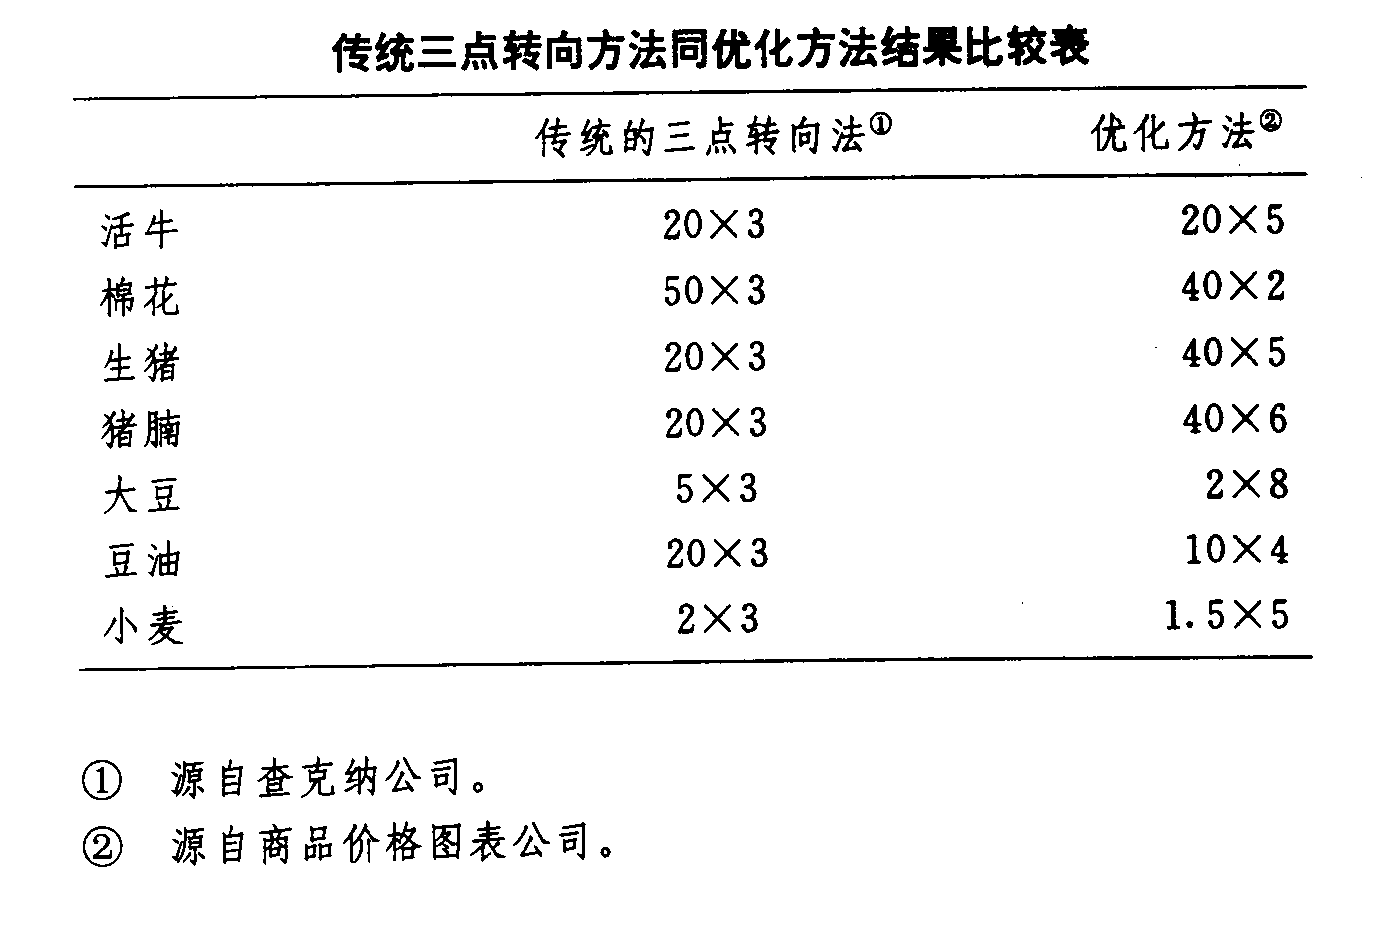 传统三点转向方法同优化方法结果比较表
传统的三点转向法① 优化方法②
活牛 20×3 20×5
棉花 50×3 40×2
生猪 20×3 40×5
猪腩 20×3 40×6
大豆 5×3 2×8
豆油 20×3 10×4
小麦 2×3 1.5×5
① 源自查克纳公司。
② 源自商品价格图表公司。